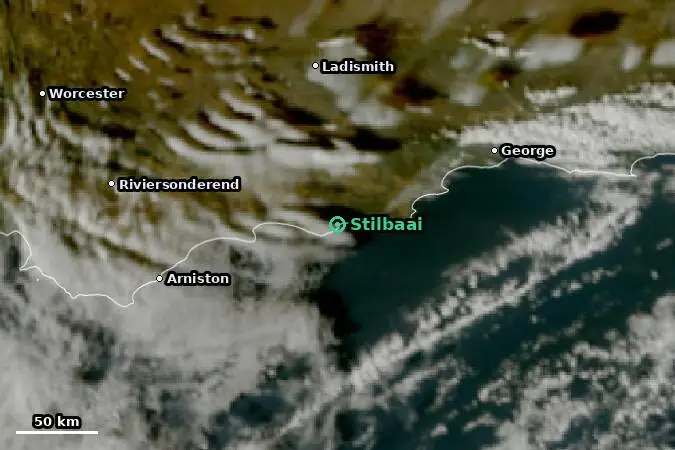 Ladismith
Worcester
George
Riviersonderend
Stilbaai
Arniston
50 km